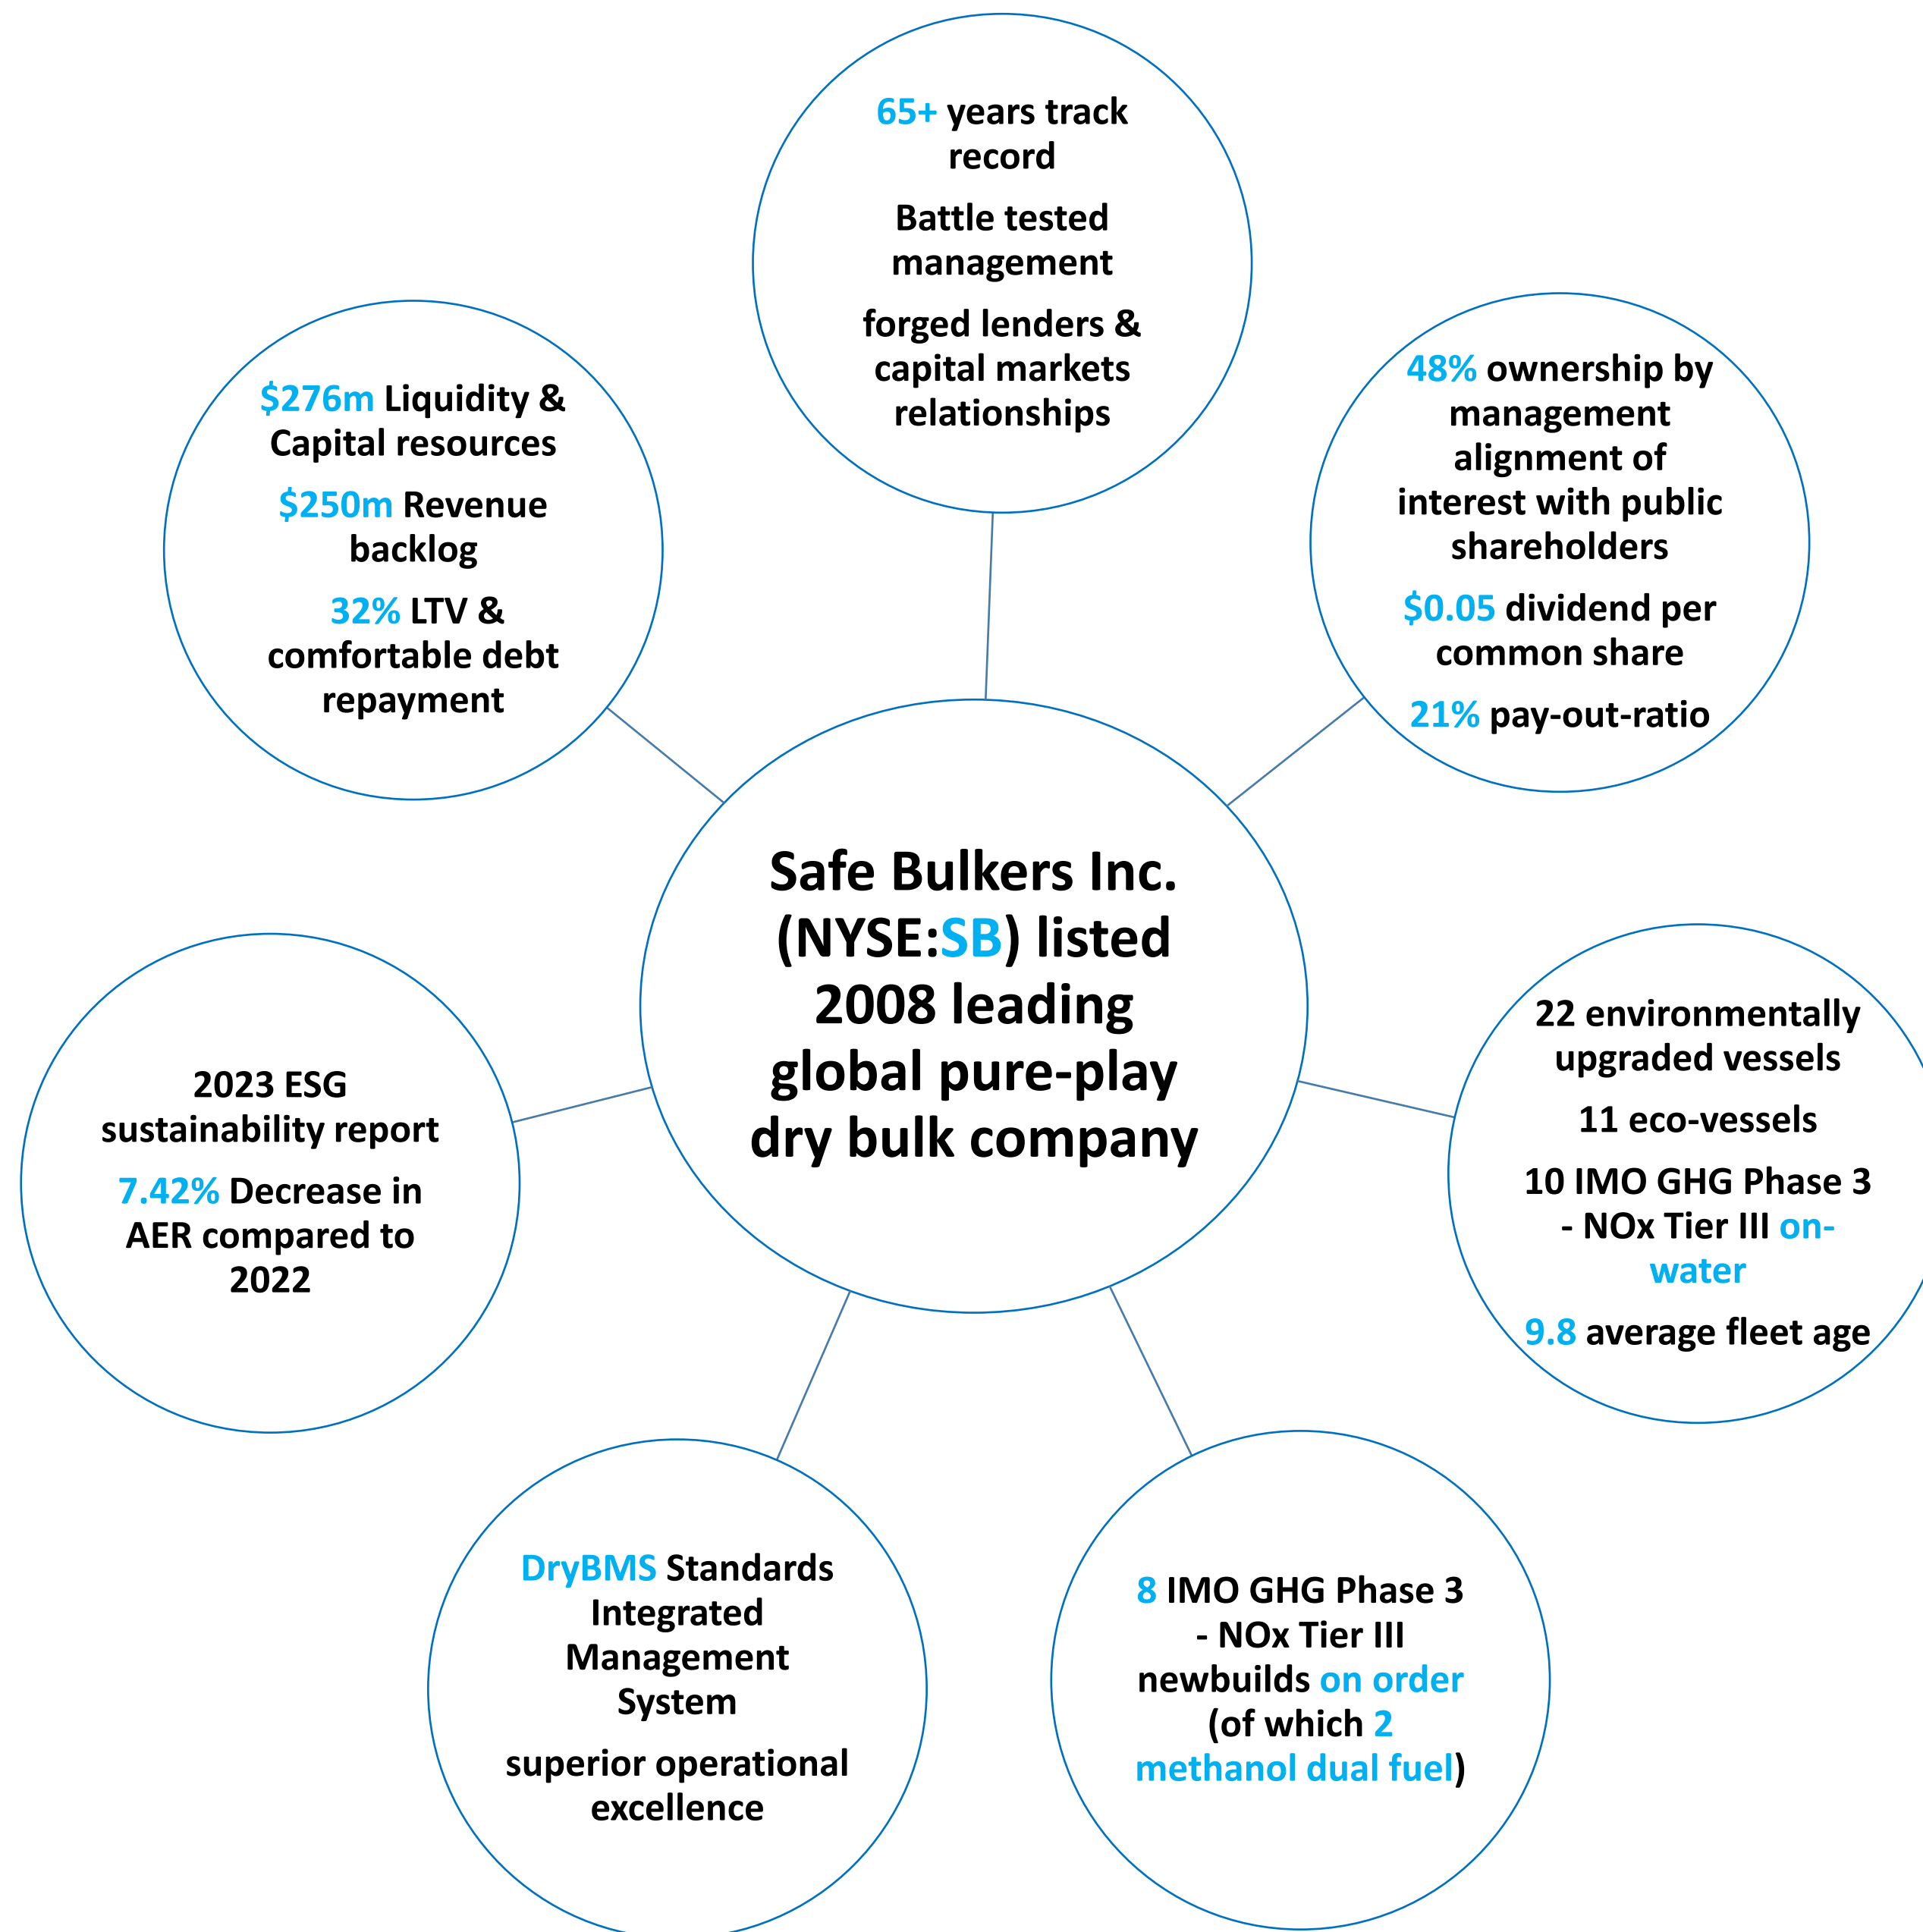 65+ years track
record
Battle tested
management
forged lenders &
capital markets
relationships
48% ownership by
management
alignment of
interest with public
shareholders
$0.05 dividend per
common share
21% pay-out-ratio
22 environmentally
upgraded vessels
11 eco-vessels
10 IMO GHG Phase 3
- NOx Tier III on-
water
9.8 average fleet age
8 IMO GHG Phase 3
- NOx Tier III
newbuilds on order
(of which 2
methanol dual fuel)
DryBMS Standards
Integrated
Management
System
superior operational
excellence
2023 ESG
sustainability report
7.42% Decrease in
AER compared to
2022
$276m Liquidity &
Capital resources
$250m Revenue
backlog
32% LTV &
comfortable debt
repayment
Safe Bulkers Inc.
(NYSE:SB) listed
2008 leading
global pure-play
dry bulk company